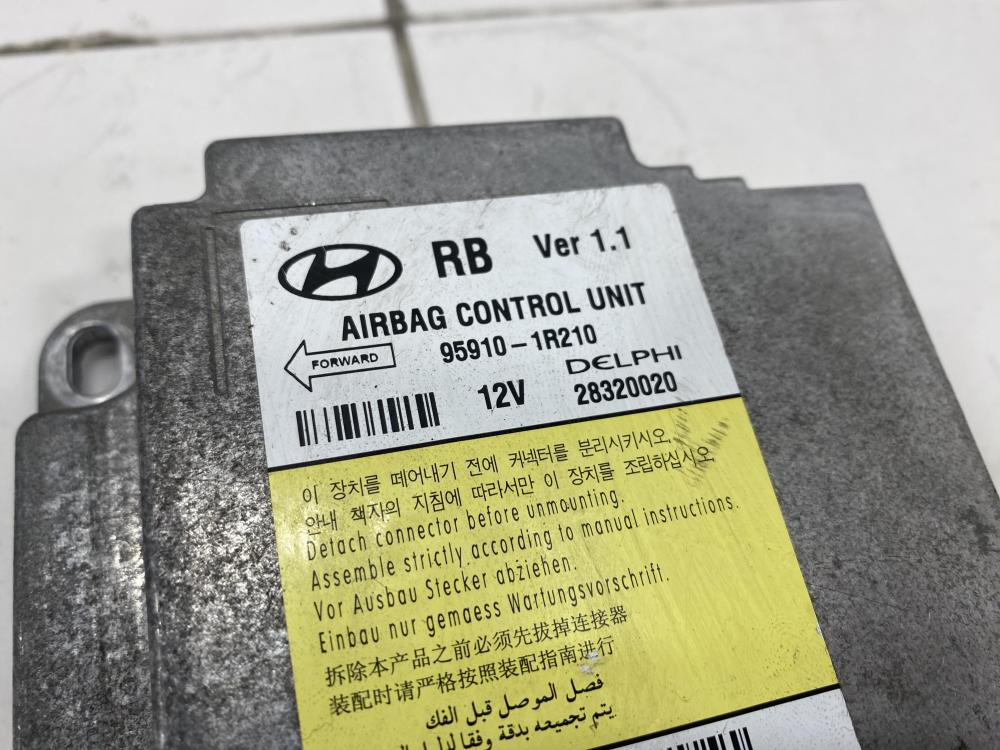 RB Ver 1.1
AIRBAG CONTROL UNIT
95910-1R210
FORWARD
DELPHI
12V 28320020
이 장치를 떼어내기 전에 커넥터를 분리시키시오.
안내 책자의 지침에 따라서만 이 장치를 조립하십시오
Detach connector before unmounting.
Assemble strictly according to manual instructions.
Vor Ausbau Stecker abziehen.
Einbau nur gemaess Wartungsvorschrift.
拆除本产品之前必须先拔掉连接器
装配时请严格按照装配指南进行
فصل الموصل قبل الفك
يتم تجميعه بدقة وفقا لدليل